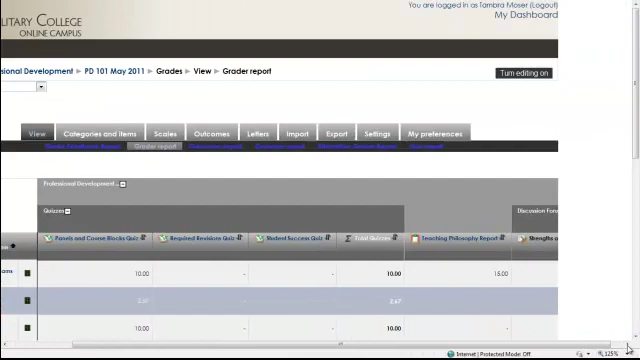 You are logged in as Tambra Moser (Logout)
My Dashboard
LITARY COLLEGE
ONLINE CAMPUS
sional Development ▶ PD 101 May 2011 ▶ Grades ▶ View ▶ Grader report
Turn editing on
View Categories and items Scales Outcomes Letters Import Export Settings My preferences
Grader report
Professional Development ...
Quizzes Discussion Foru
Panels and Course Blocks Quiz Required Revisions Quiz Student Success Quiz Total Quizzes Teaching Philosophy Report Strengths o
ams 10.00 - - 10.00 15.00
2.67 2.67
10.00 - - 10.00 -
Internet | Protected Mode: Off 125%